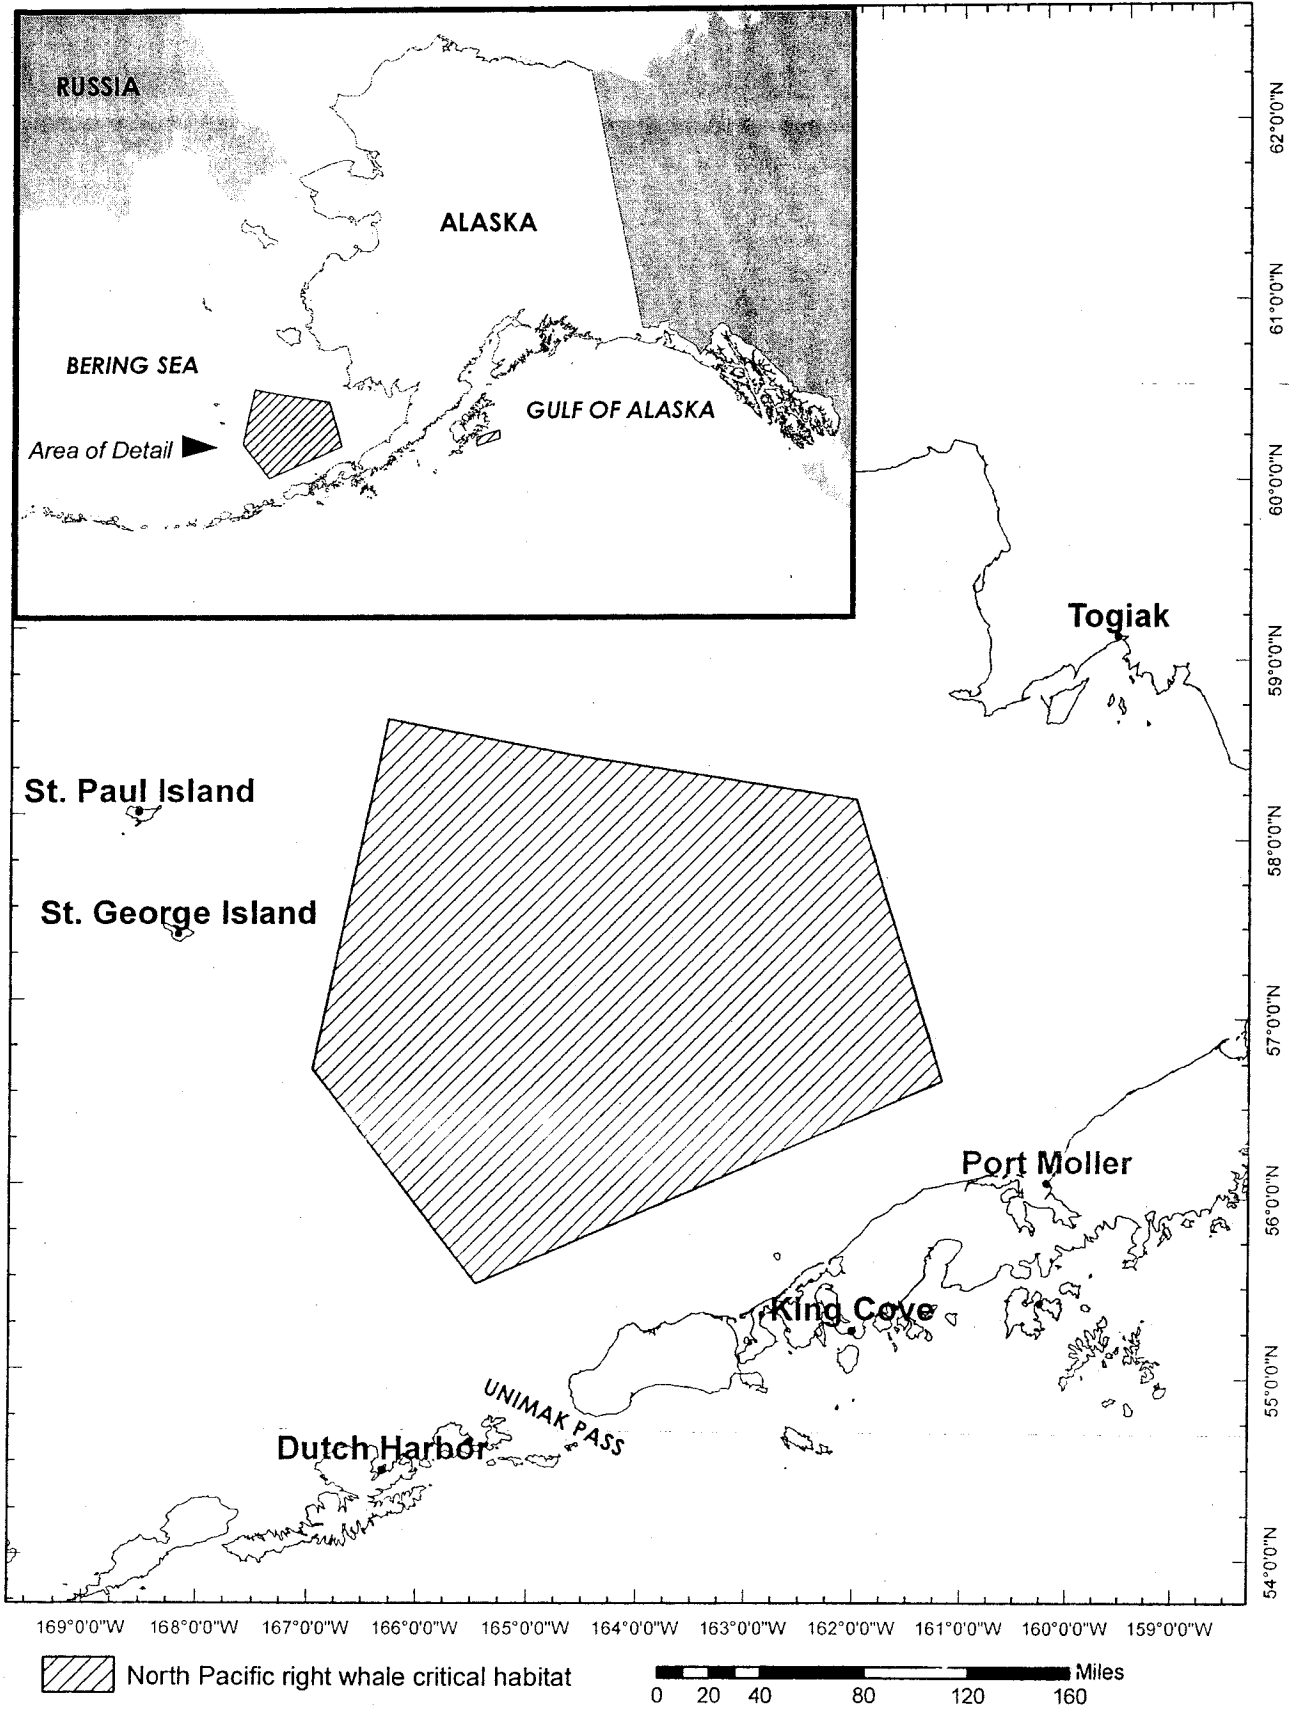 RUSSIA
ALASKA
BERING SEA
GULF OF ALASKA
Area of Detail
62°0'0"N
61°0'0"N
60°0'0"N
59°0'0"N
58°0'0"N
57°0'0"N
56°0'0"N
55°0'0"N
54°0'0"N
Togiak
St. Paul Island
St. George Island
Port Moller
King Cove
UNIMAK PASS
Dutch Harbor
169°0'0"W 168°0'0"W 167°0'0"W 166°0'0"W 165°0'0"W 164°0'0"W 163°0'0"W 162°0'0"W 161°0'0"W 160°0'0"W 159°0'0"W
North Pacific right whale critical habitat
Miles
0 20 40 80 120 160